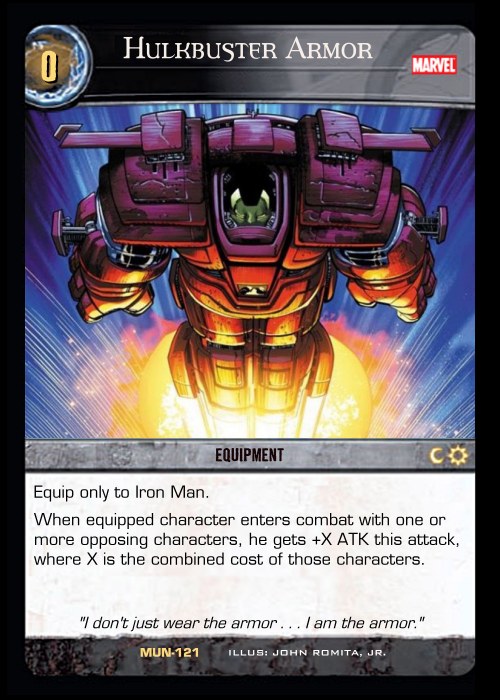 0
Hulkbuster Armor
MARVEL
EQUIPMENT
Equip only to Iron Man.
When equipped character enters combat with one or
more opposing characters, he gets +X ATK this attack,
where X is the combined cost of those characters.
"I don't just wear the armor . . . I am the armor."
MUN-121 ILLUS: JOHN ROMITA, JR.